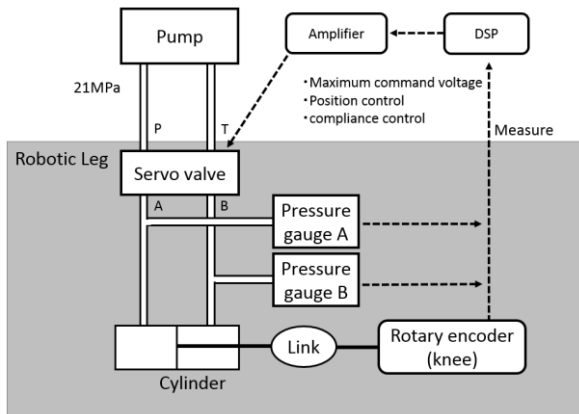 Pump
Amplifier
DSP
21MPa
・Maximum command voltage
・Position control
・compliance control
P
T
Measure
Robotic Leg
Servo valve
A
B
Pressure
gauge A
Pressure
gauge B
Link
Rotary encoder
(knee)
Cylinder